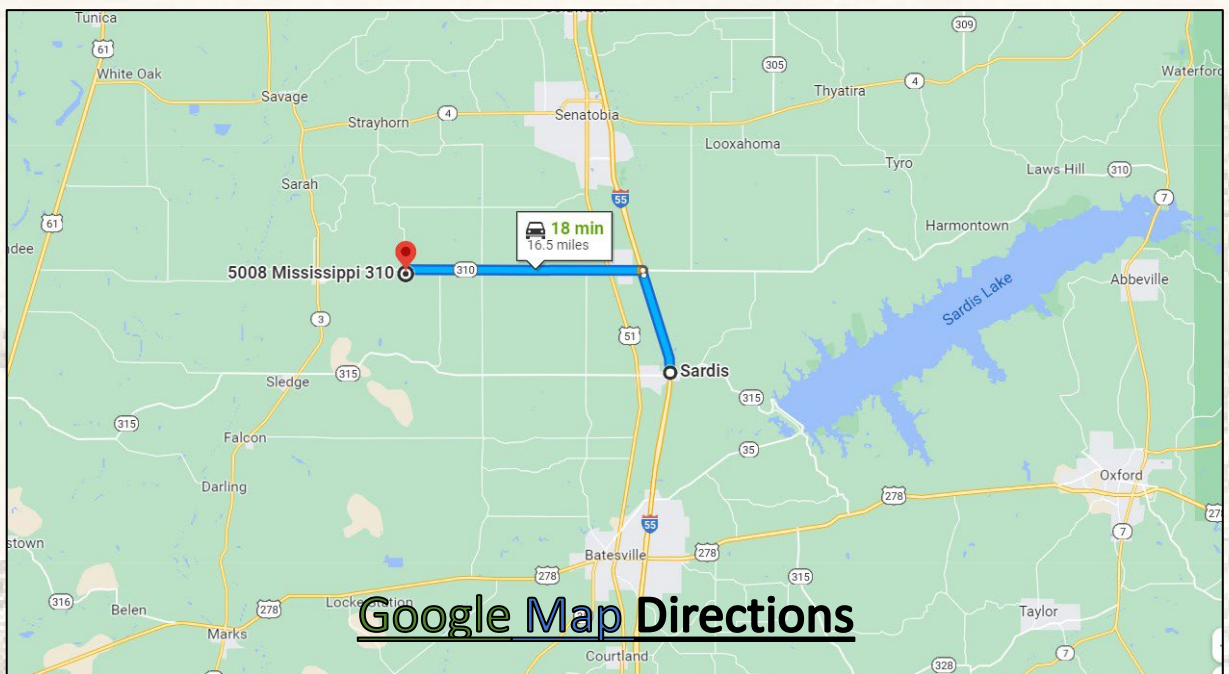 Tunica
61
White Oak
Savage
Strayhorn
4
Senatobia
305
309
4
Thyatira
Waterford
Looxahoma
Tyro
Laws Hill
310
7
Sarah
55
61
Harmontown
18 min
16.5 miles
5008 Mississippi 310
310
Abbeville
Sardis Lake
3
51
Sledge
315
Sardis
315
315
Falcon
35
Darling
Oxford
278
55
7
Batesville
278
278
315
316
Belen
278
Marks
Locke Station
Taylor
Google Map Directions
7
Courtland
328